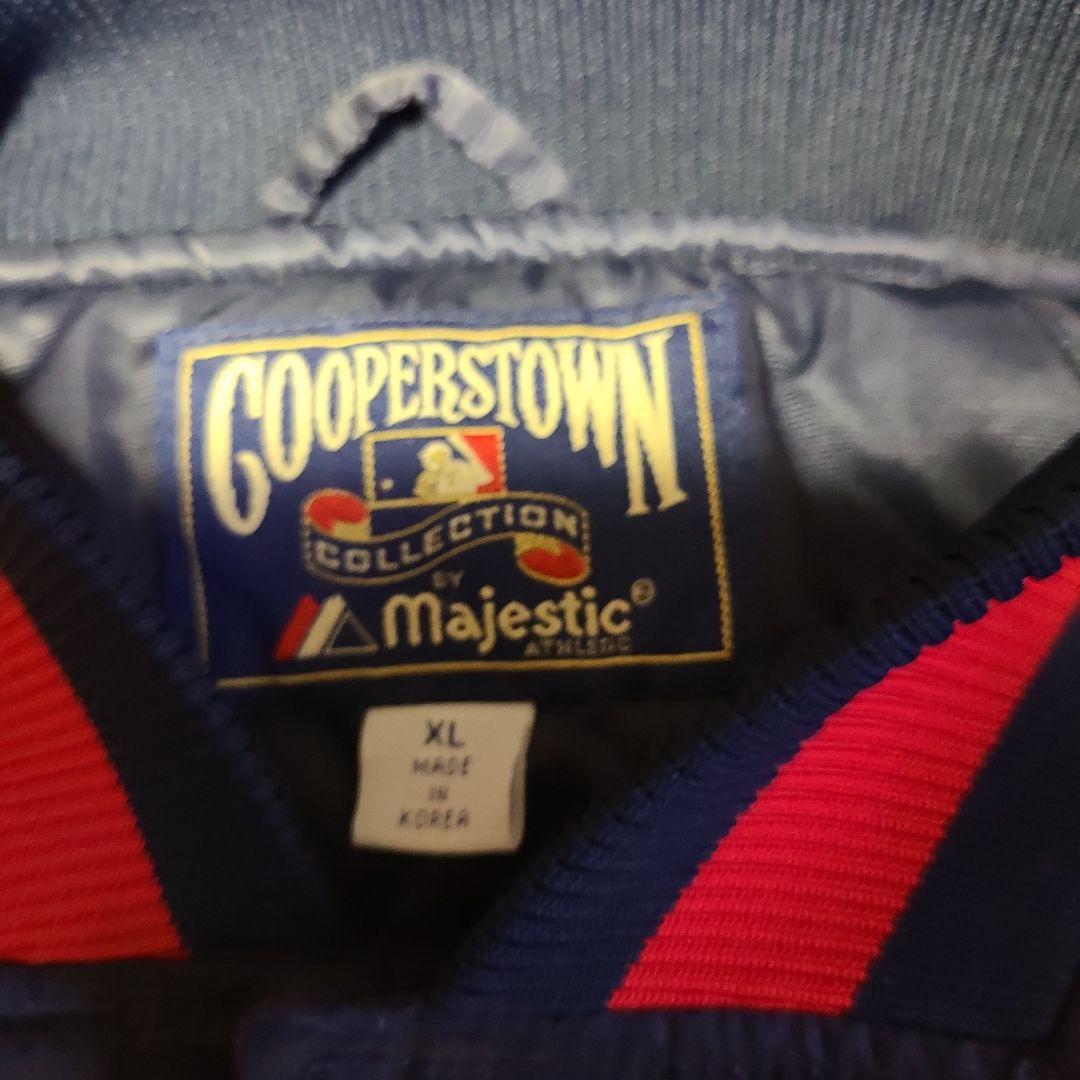 COOPERSTOWN
COLLECTION
BY
Majestic®
ATHLETIC
XL
MADE
IN
KOREA